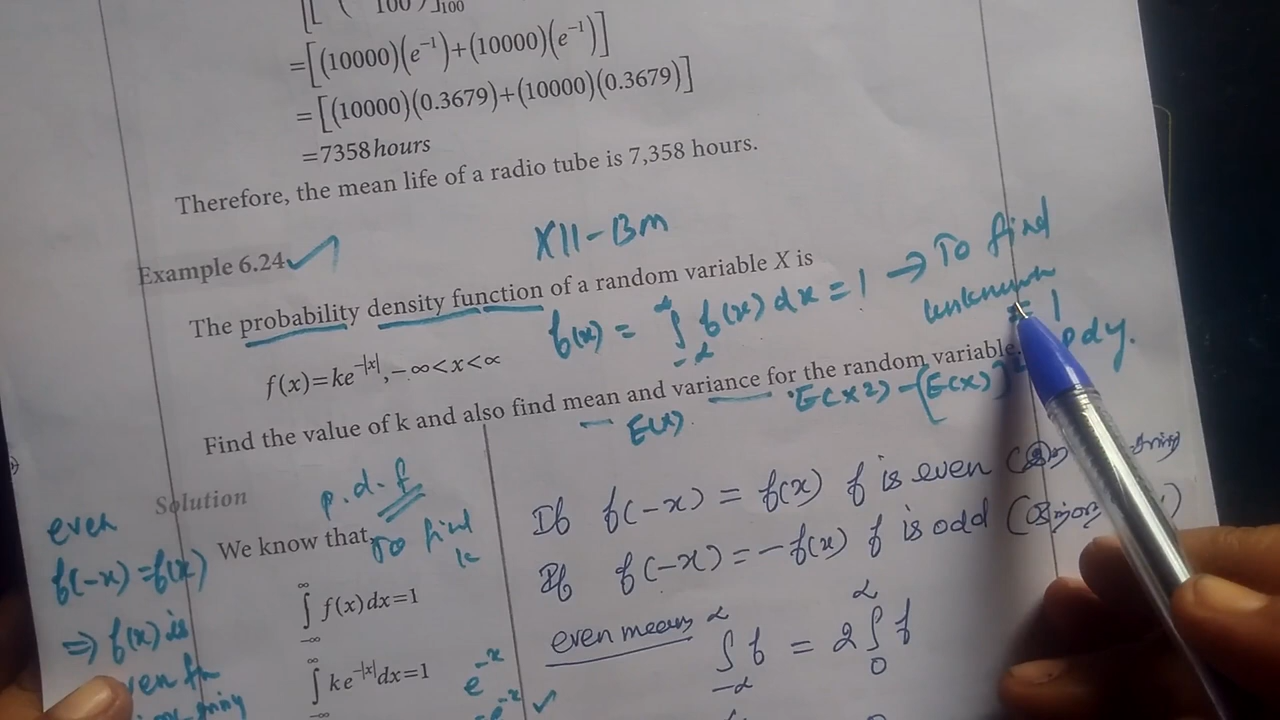 100 ]100
=[(10000)(e⁻¹)+(10000)(e⁻¹)]
=[(10000)(0.3679)+(10000)(0.3679)]
=7358 hours
Therefore, the mean life of a radio tube is 7,358 hours.
XII-BM
Example 6.24
The probability density function of a random variable X is
f(x) = ∫ f(x) dx = 1 → To find
-∝ ∝
unknown
= 1
f(x)=ke^-|x|,-∞<x<∝
Find the value of k and also find mean and variance for the random variable.
E(x)
E(x2) - [E(x)]²
Solution
p.d.f
We know that,
To find
k
∞∫-∞ f(x)dx=1
∞∫-∞ ke^-|x|dx=1
e^-x
even
f(-x) = f(x)
⇒ f(x) is
If f(-x) = f(x) f is even
If f(-x) = -f(x) f is odd
even means ∝∫-∝ f = 2 ∝∫0 f